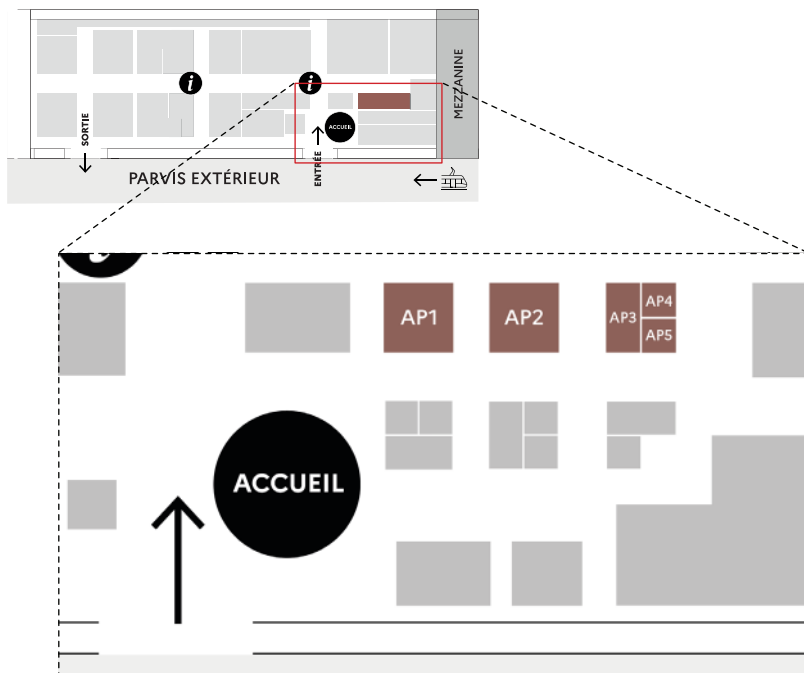 MEZZANINE
i
i
ACCUEIL
SORTIE
ENTRÉE
PARVIS EXTÉRIEUR
AP1
AP2
AP3
AP4
AP5
ACCUEIL